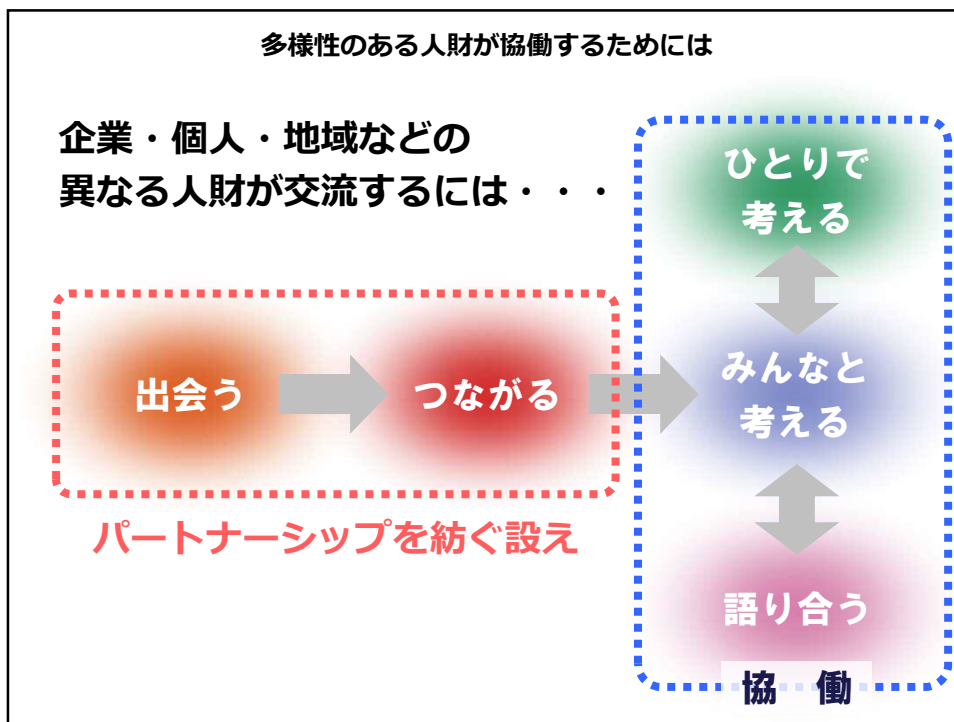 多様性のある人財が協働するためには
企業・個人・地域などの
異なる人財が交流するには・・・
出会う
つながる
パートナーシップを紡ぐ設え
ひとりで
考える
みんなと
考える
語り合う
協　働